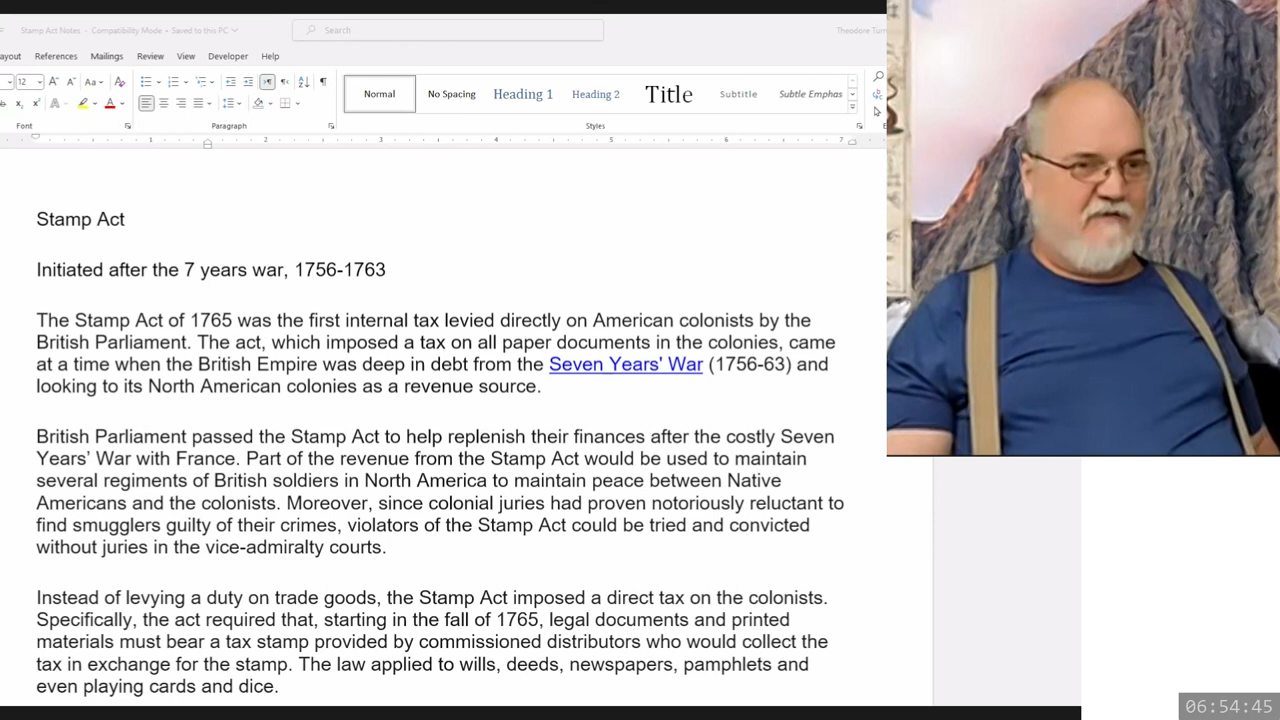 Stamp Act Notes - Compatibility Mode • Saved to this PC
Search
Theodore Turn
ayout References Mailings Review View Developer Help
12 Aa
Normal No Spacing Heading 1 Heading 2 Title Subtitle Subtle Emphas
Font Paragraph Styles
1 2 3 4 5 6 7
Stamp Act
Initiated after the 7 years war, 1756-1763
The Stamp Act of 1765 was the first internal tax levied directly on American colonists by the
British Parliament. The act, which imposed a tax on all paper documents in the colonies, came
at a time when the British Empire was deep in debt from the Seven Years' War (1756-63) and
looking to its North American colonies as a revenue source.
British Parliament passed the Stamp Act to help replenish their finances after the costly Seven
Years’ War with France. Part of the revenue from the Stamp Act would be used to maintain
several regiments of British soldiers in North America to maintain peace between Native
Americans and the colonists. Moreover, since colonial juries had proven notoriously reluctant to
find smugglers guilty of their crimes, violators of the Stamp Act could be tried and convicted
without juries in the vice-admiralty courts.
Instead of levying a duty on trade goods, the Stamp Act imposed a direct tax on the colonists.
Specifically, the act required that, starting in the fall of 1765, legal documents and printed
materials must bear a tax stamp provided by commissioned distributors who would collect the
tax in exchange for the stamp. The law applied to wills, deeds, newspapers, pamphlets and
even playing cards and dice.
06:54:45